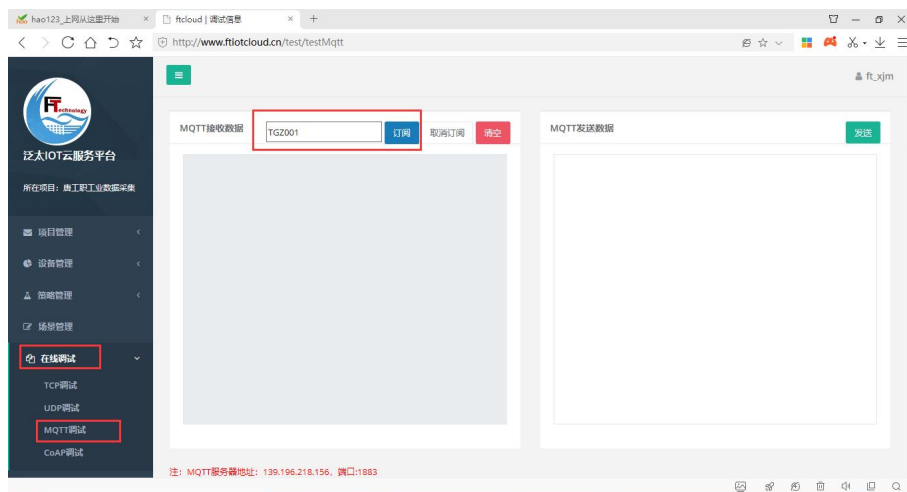 hao123_上网从这里开始
ftcloud | 调试信息
http://www.ftiotcloud.cn/test/testMqtt
FT
echnology
ft_xjm
MQTT接收数据
TGZ001
订阅
取消订阅
清空
MQTT发送数据
发送
泛太IOT云服务平台
所在项目：唐工职工业数据采集
项目管理
设备管理
策略管理
场景管理
在线调试
TCP调试
UDP调试
MQTT调试
CoAP调试
注：MQTT服务器地址：139.196.218.156，端口:1883